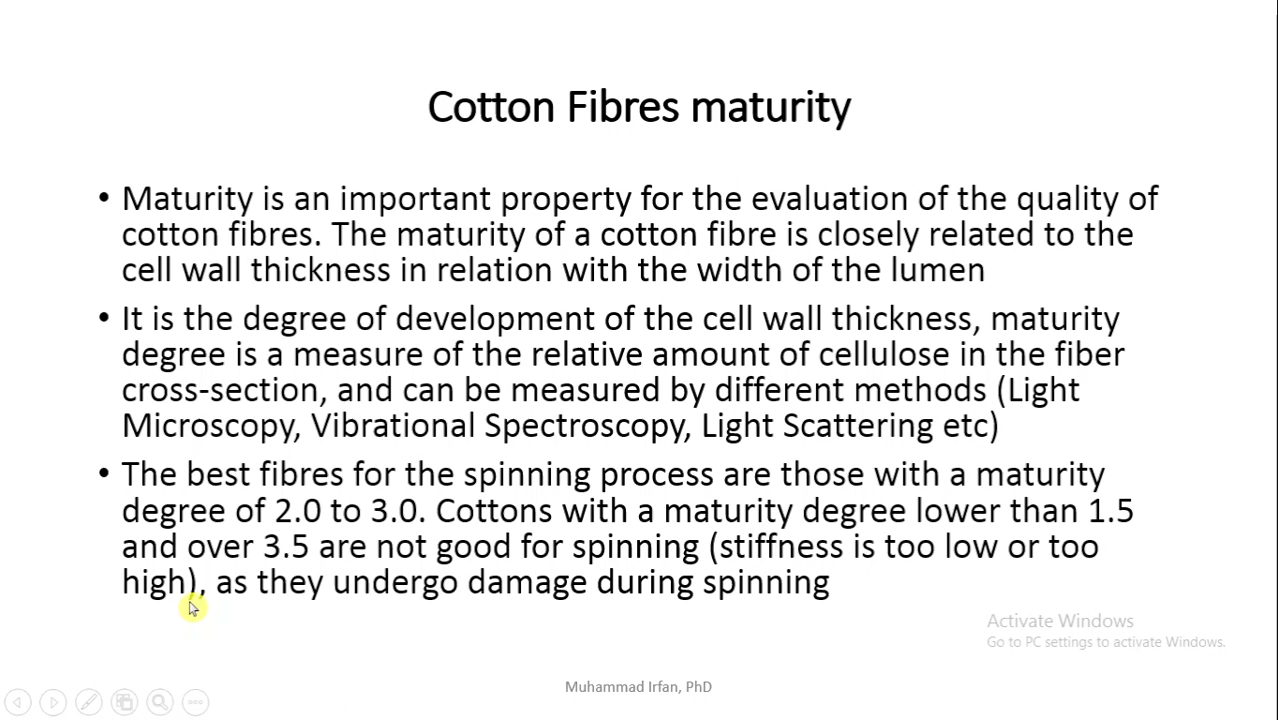 Cotton Fibres maturity
• Maturity is an important property for the evaluation of the quality of
cotton fibres. The maturity of a cotton fibre is closely related to the
cell wall thickness in relation with the width of the lumen
• It is the degree of development of the cell wall thickness, maturity
degree is a measure of the relative amount of cellulose in the fiber
cross-section, and can be measured by different methods (Light
Microscopy, Vibrational Spectroscopy, Light Scattering etc)
• The best fibres for the spinning process are those with a maturity
degree of 2.0 to 3.0. Cottons with a maturity degree lower than 1.5
and over 3.5 are not good for spinning (stiffness is too low or too
high), as they undergo damage during spinning
Activate Windows
Go to PC settings to activate Windows.
Muhammad Irfan, PhD